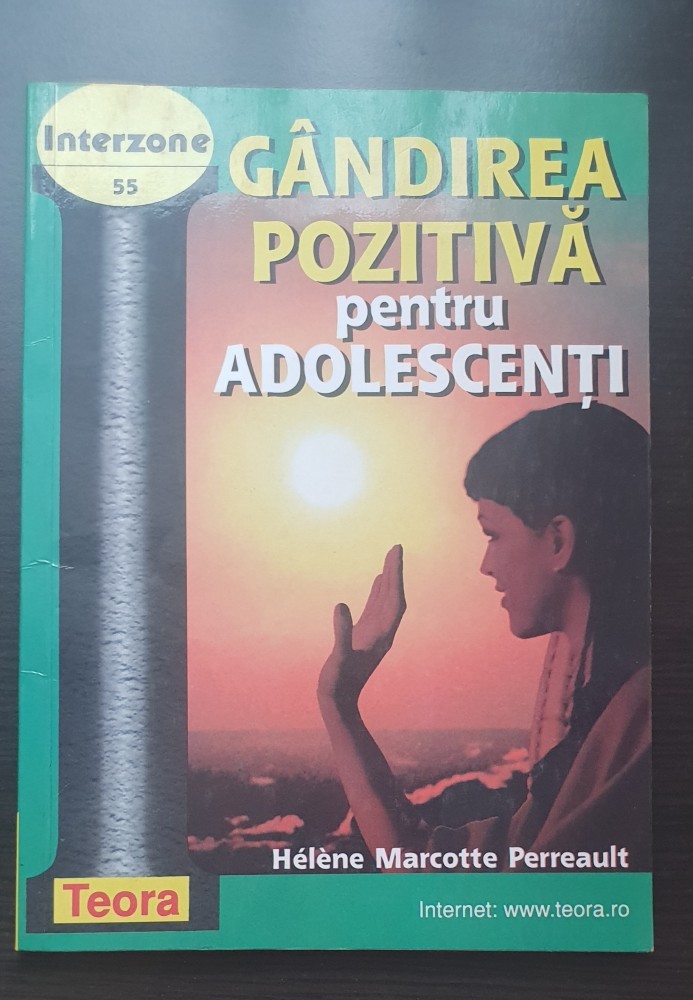 Interzone
55
GÂNDIREA
POZITIVĂ
pentru
ADOLESCENȚI
Hélène Marcotte Perreault
Teora
Internet: www.teora.ro